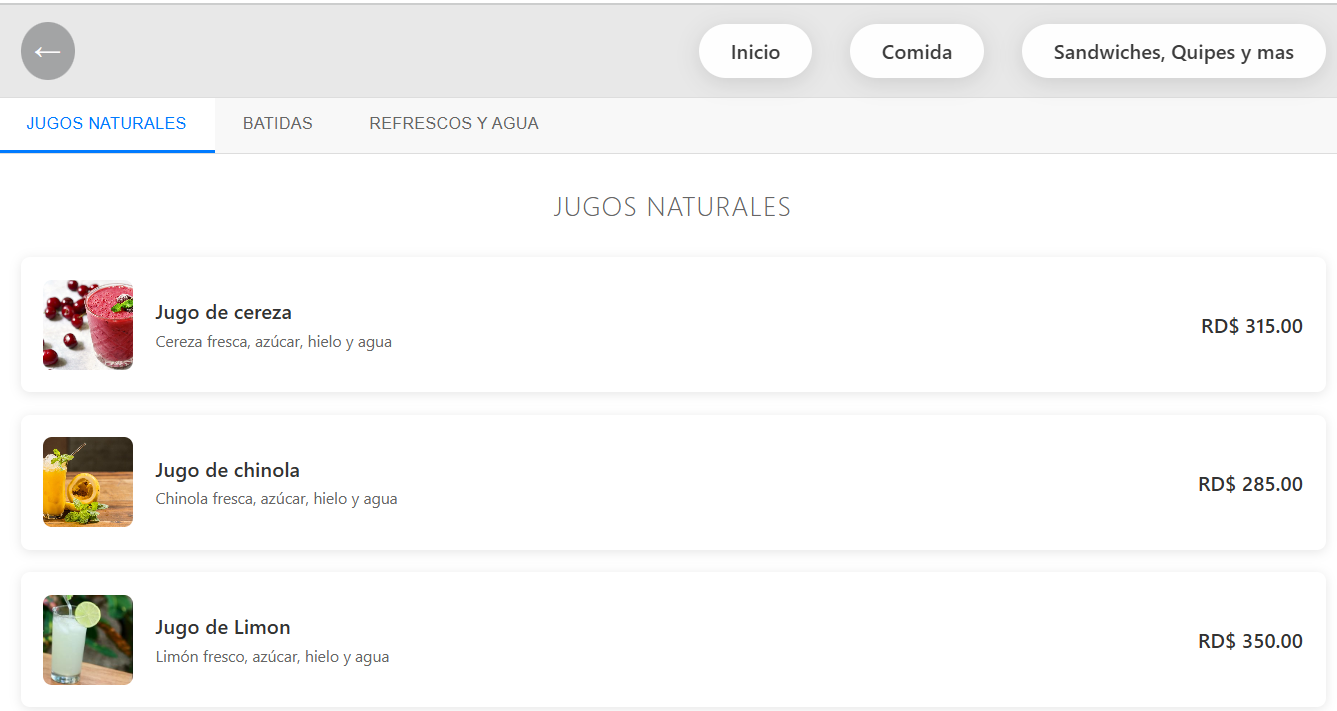 ←
Inicio
Comida
Sandwiches, Quipes y mas
JUGOS NATURALES
BATIDAS
REFRESCOS Y AGUA
JUGOS NATURALES
Jugo de cereza
Cereza fresca, azúcar, hielo y agua
RD$ 315.00
Jugo de chinola
Chinola fresca, azúcar, hielo y agua
RD$ 285.00
Jugo de Limon
Limón fresco, azúcar, hielo y agua
RD$ 350.00